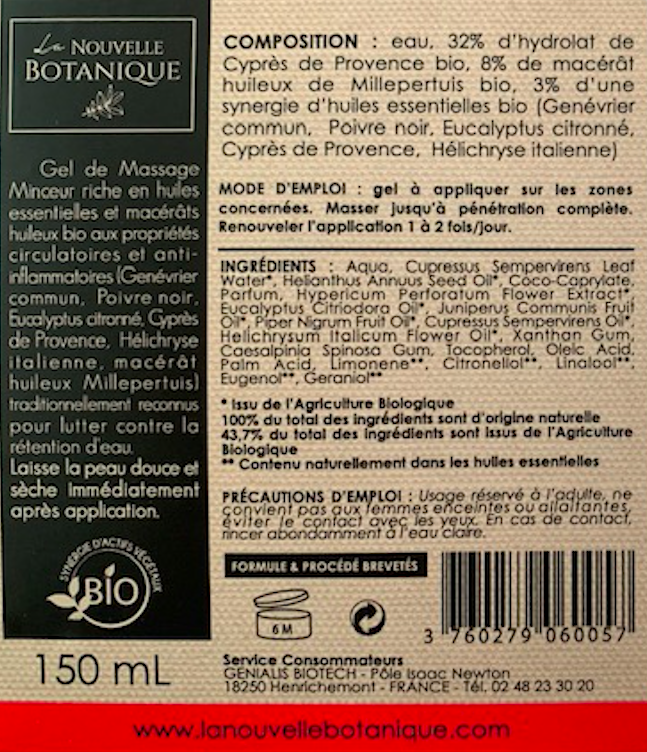 La NOUVELLE
BOTANIQUE
Gel de Massage
Minceur riche en huiles
essentielles et macérâts
huileux bio aux propriétés
circulatoires et anti-
inflammatoires (Genévrier
commun, Poivre noir,
Eucalyptus citronné, Cyprès
de Provence, Hélichryse
italienne, macérât
huileux Millepertuis)
traditionnellement reconnus
pour lutter contre la
rétention d'eau.
Laisse la peau douce et
sèche immédiatement
après application.
SYNERGIE D'ACTIFS VÉGÉTAUX
BIO
150 mL
COMPOSITION : eau, 32% d'hydrolat de
Cyprès de Provence bio, 8% de macérât
huileux de Millepertuis bio, 3% d'une
synergie d'huiles essentielles bio (Genévrier
commun, Poivre noir, Eucalyptus citronné,
Cyprès de Provence, Hélichryse italienne)
MODE D'EMPLOI : gel à appliquer sur les zones
concernées. Masser jusqu'à pénétration complète.
Renouveler l'application 1 à 2 fois/jour.
INGRÉDIENTS : Aqua, Cupressus Sempervirens Leaf
Water*, Helianthus Annuus Seed Oil*, Coco-Caprylate,
Parfum, Hypericum Perforatum Flower Extract*,
Eucalyptus Citriodora Oil*, Juniperus Communis Fruit
Oil*, Piper Nigrum Fruit Oil*, Cupressus Sempervirens Oil*,
Helichrysum Italicum Flower Oil*, Xanthan Gum,
Caesalpinia Spinosa Gum, Tocopherol, Oleic Acid,
Palm Acid, Limonene**, Citronellol**, Linalool**,
Eugenol**, Geraniol**
* Issu de l'Agriculture Biologique
100% du total des ingrédients sont d'origine naturelle
43,7% du total des ingrédients sont issus de l'Agriculture
Biologique
** Contenu naturellement dans les huiles essentielles
PRÉCAUTIONS D'EMPLOI : Usage réservé à l'adulte, ne
convient pas aux femmes enceintes ou allaitantes,
éviter le contact avec les yeux. En cas de contact,
rincer abondamment à l'eau claire.
FORMULE & PROCÉDÉ BREVETÉS
6 M
3 760279 060057
Service Consommateurs
GENIALIS BIOTECH - Pôle Isaac Newton
18250 Henrichemont - FRANCE - Tél. 02 48 23 30 20
www.lanouvellebotanique.com